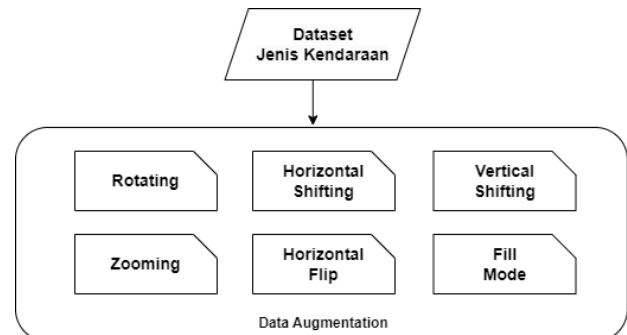 Dataset
Jenis Kendaraan
Rotating
Horizontal
Shifting
Vertical
Shifting
Zooming
Horizontal
Flip
Fill
Mode
Data Augmentation